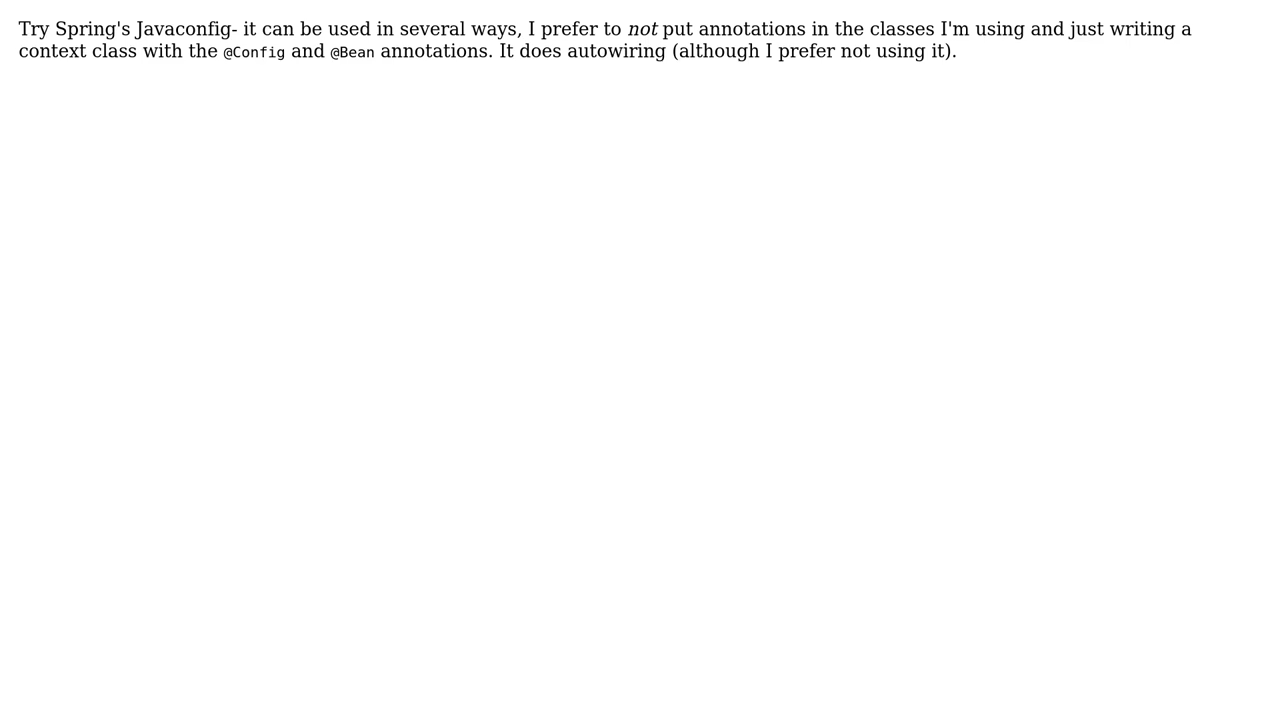 Try Spring's Javaconfig- it can be used in several ways, I prefer to not put annotations in the classes I'm using and just writing a
context class with the @Config and @Bean annotations. It does autowiring (although I prefer not using it).